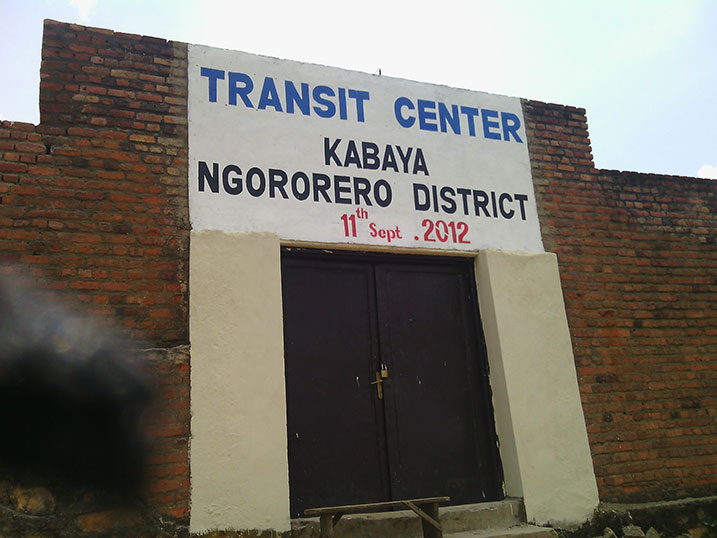 TRANSIT CENTER
KABAYA
NGORORERO DISTRICT
11th Sept . 2012